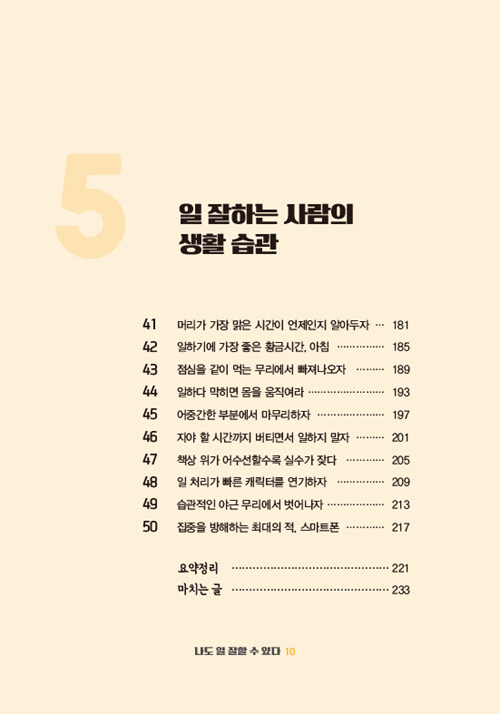 5
일 잘하는 사람의
생활 습관
41 머리가 가장 맑은 시간이 언제인지 알아두자 … 181
42 일하기에 가장 좋은 황금시간, 아침 …………… 185
43 점심을 같이 먹는 무리에서 빠져나오자 ……… 189
44 일하다 막히면 몸을 움직여라 …………………… 193
45 어중간한 부분에서 마무리하자 ………………… 197
46 자야 할 시간까지 버티면서 일하지 말자 ……… 201
47 책상 위가 어수선할수록 실수가 잦다 ………… 205
48 일 처리가 빠른 캐릭터를 연기하자 …………… 209
49 습관적인 야근 무리에서 벗어나자 ……………… 213
50 집중을 방해하는 최대의 적, 스마트폰 ………… 217
요약정리 ……………………………………… 221
마치는 글 ……………………………………… 233
나도 일 잘할 수 있다 10